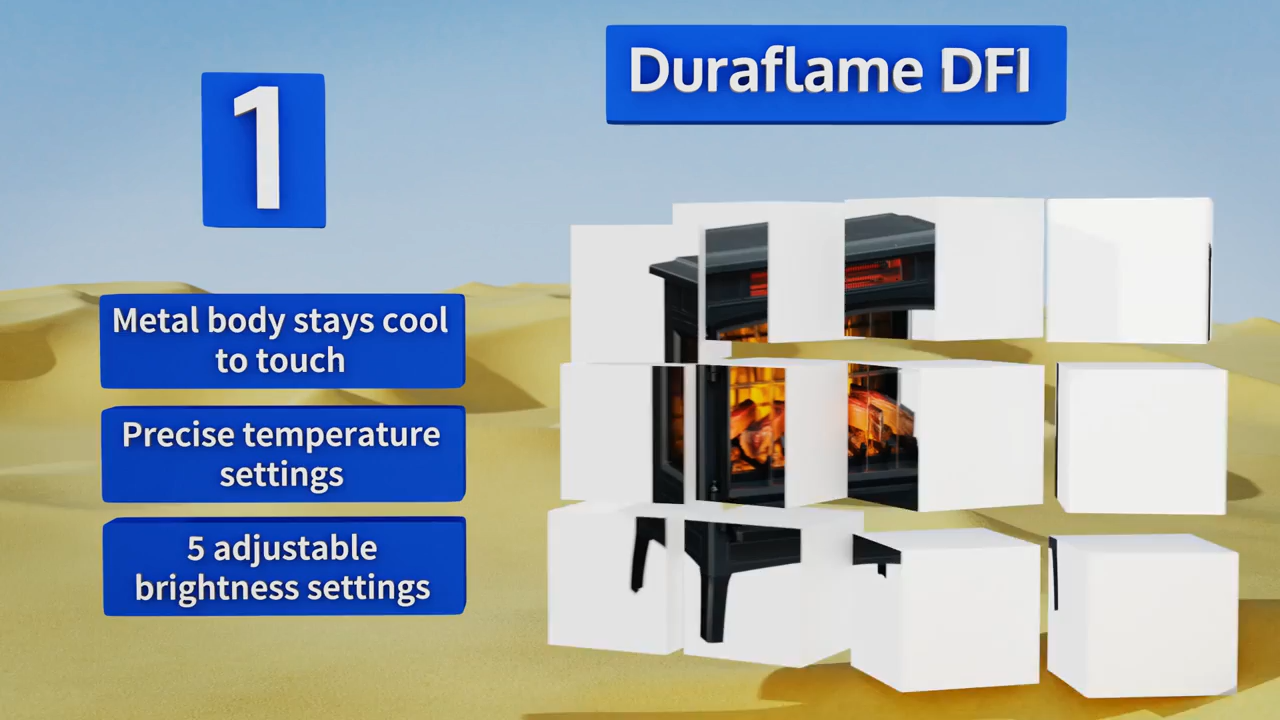 1
Duraflame DFI
Metal body stays cool
to touch
Precise temperature
settings
5 adjustable
brightness settings